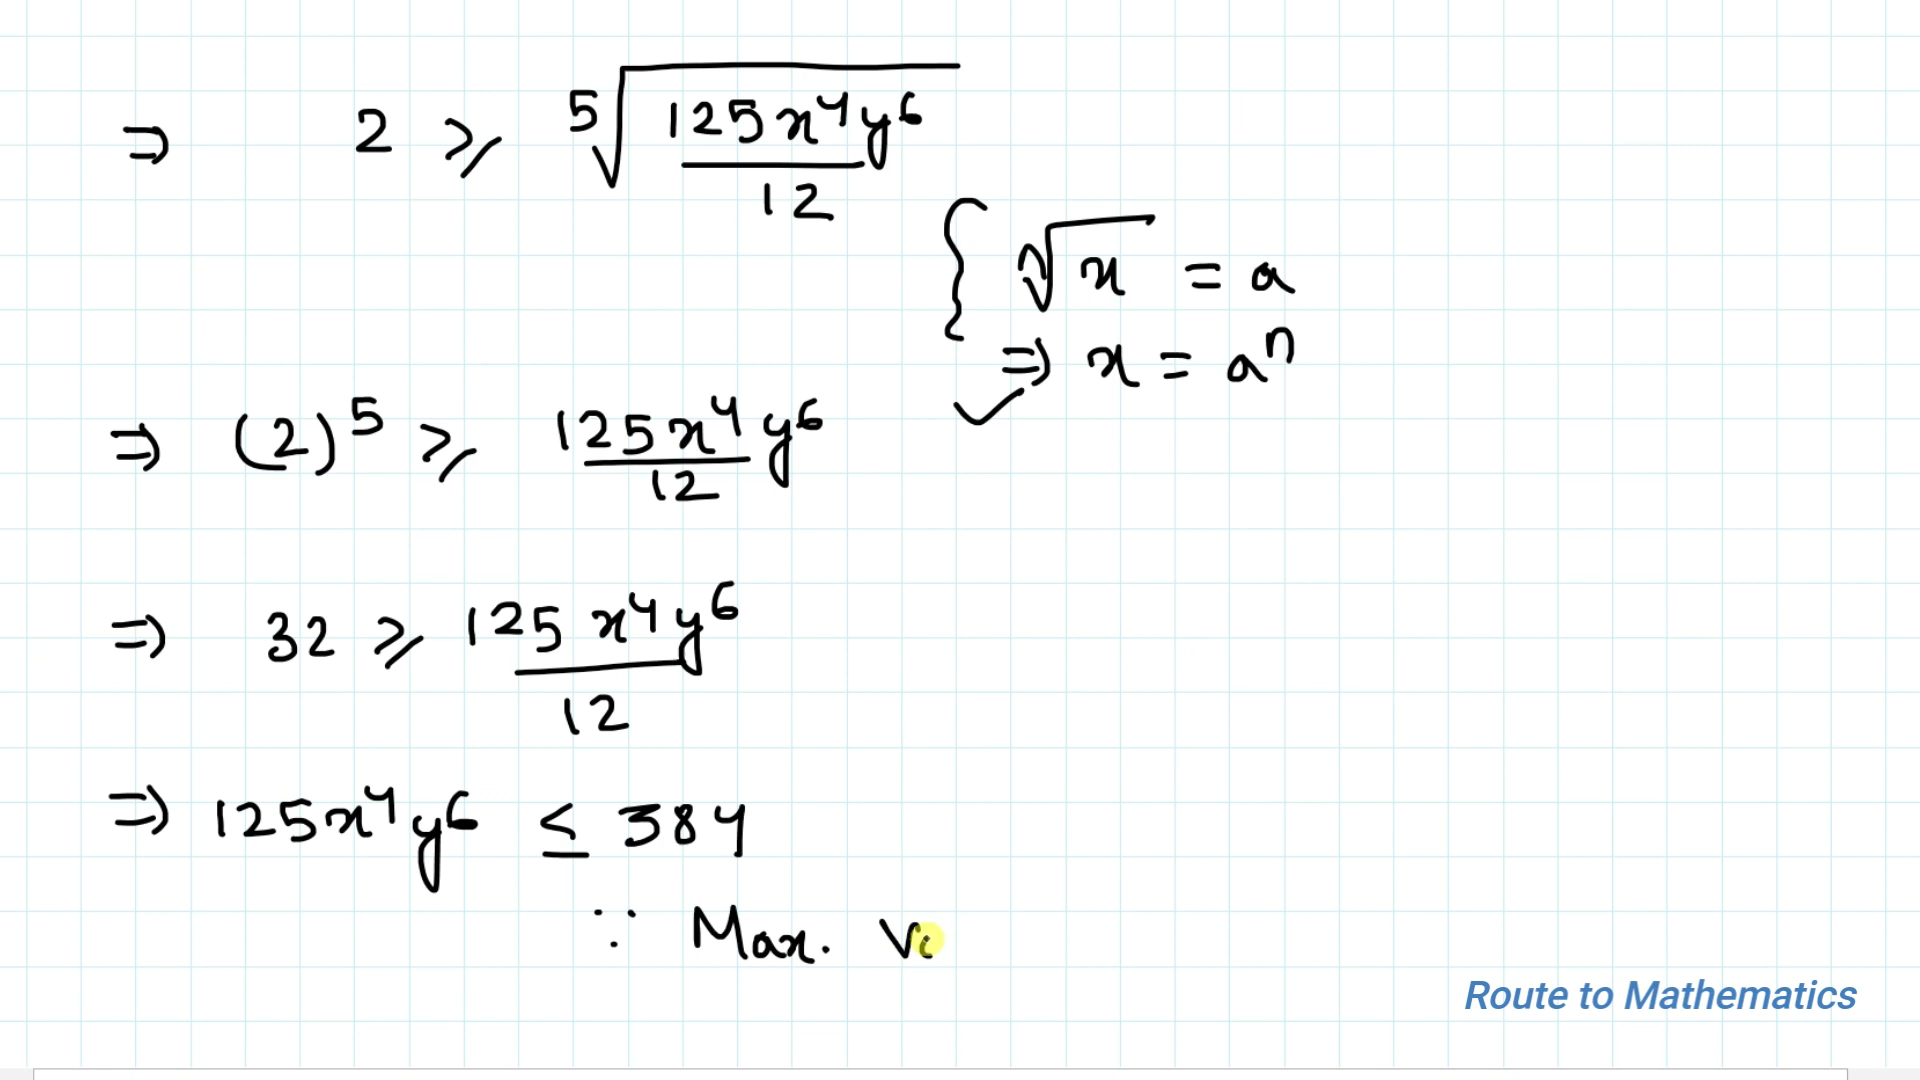 ⇒ 2 ≥ ⁵√(125x⁴y⁶/12)
{ √x = a
⇒ x = aⁿ
⇒ (2)⁵ ≥ 125x⁴y⁶/12
⇒ 32 ≥ 125x⁴y⁶/12
⇒ 125x⁴y⁶ ≤ 384
∵ Max.
Route to Mathematics